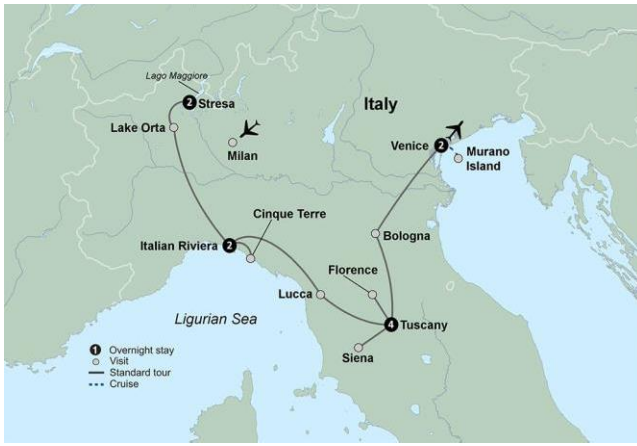 Lago Maggiore
2
Stresa
Italy
Lake Orta
Milan
Venice
2
Murano
Island
Cinque Terre
Bologna
Italian Riviera
2
Florence
Lucca
Ligurian Sea
4
Tuscany
Siena
1 Overnight stay
Visit
Standard tour
Cruise